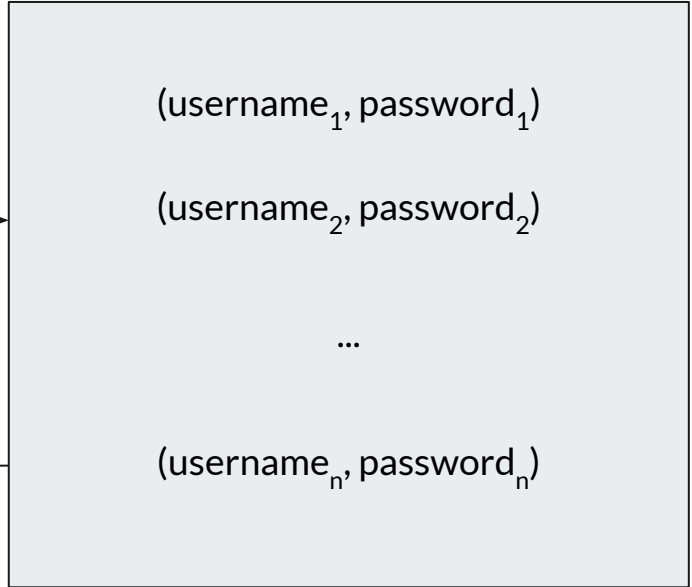 (username₁, password₁)
(username₂, password₂)
...
(usernameₙ, passwordₙ)